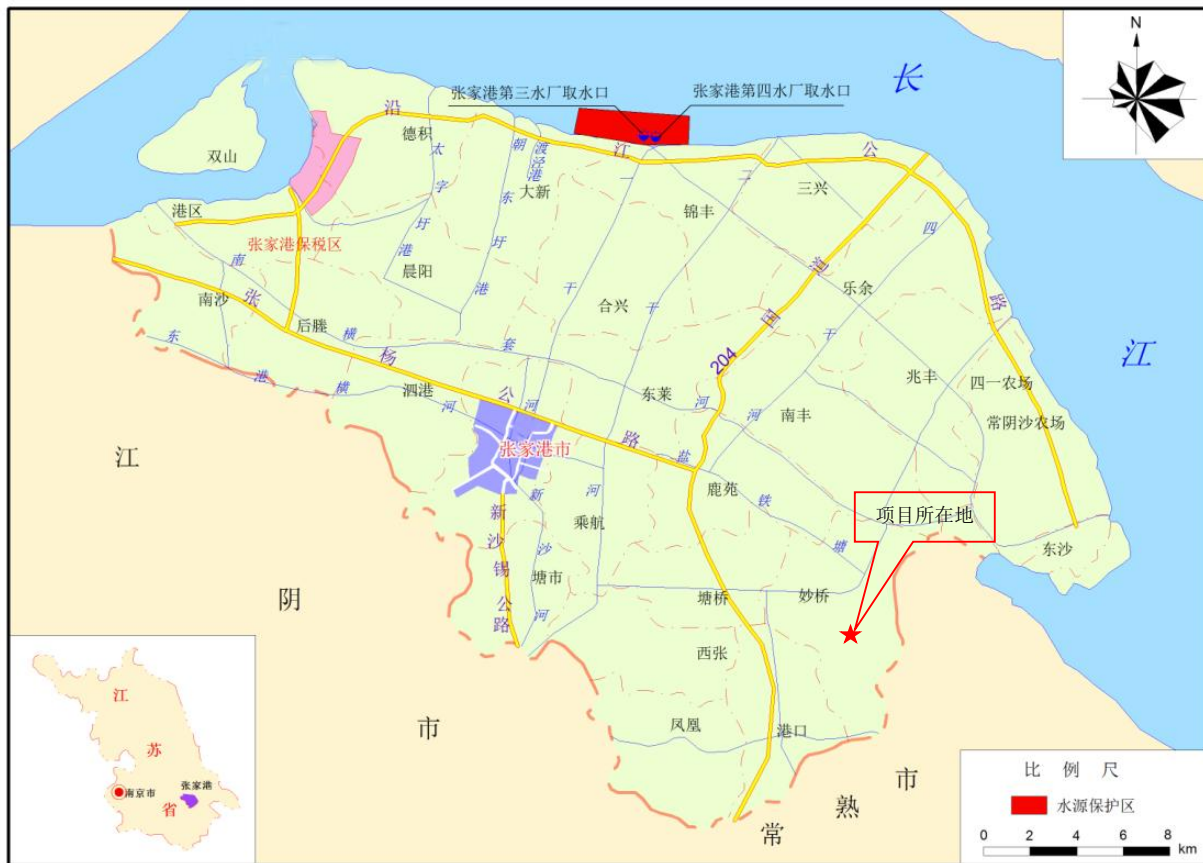 N
长
江
张家港第三水厂取水口
张家港第四水厂取水口
沿
江
公
路
德积
双山
太
字
圩
港
朝
东
圩
港
渡
泾
港
大新
一
干
河
二
干
河
三兴
四
干
河
锦丰
港区
张家港保税区
晨阳
合兴
乐余
204
国
道
南
横
套
河
南沙
张
杨
公
路
后塍
东
港
横
河
泗港
东莱
兆丰
四一农场
南丰
常阴沙农场
张家港市
盐
铁
塘
鹿苑
项目所在地
新
沙
河
乘航
新
沙
锡
公
路
塘市
东沙
塘桥
妙桥
西张
凤凰
港口
江
阴
市
常
熟
市
江
苏
省
南京市
张家港
比 例 尺
水源保护区
0 2 4 6 8
km